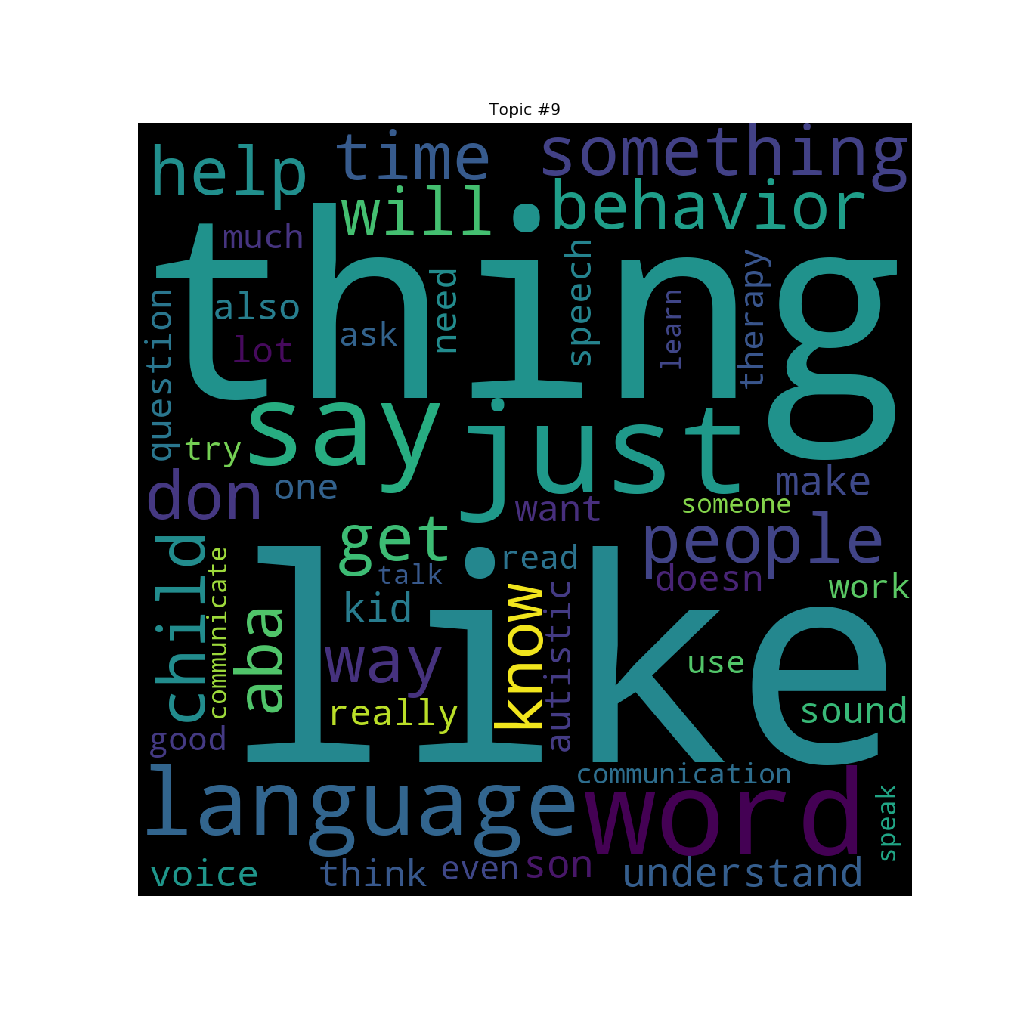 Topic #9
help
time
something
will
behavior
much
thing
need
speech
therapy
question
also
ask
learn
lot
say
just
try
don
one
want
make
someone
get
people
child
communicate
talk
read
doesn
work
like
aba
kid
know
autistic
way
use
really
sound
good
language
communication
word
speak
voice
think
even
son
understand